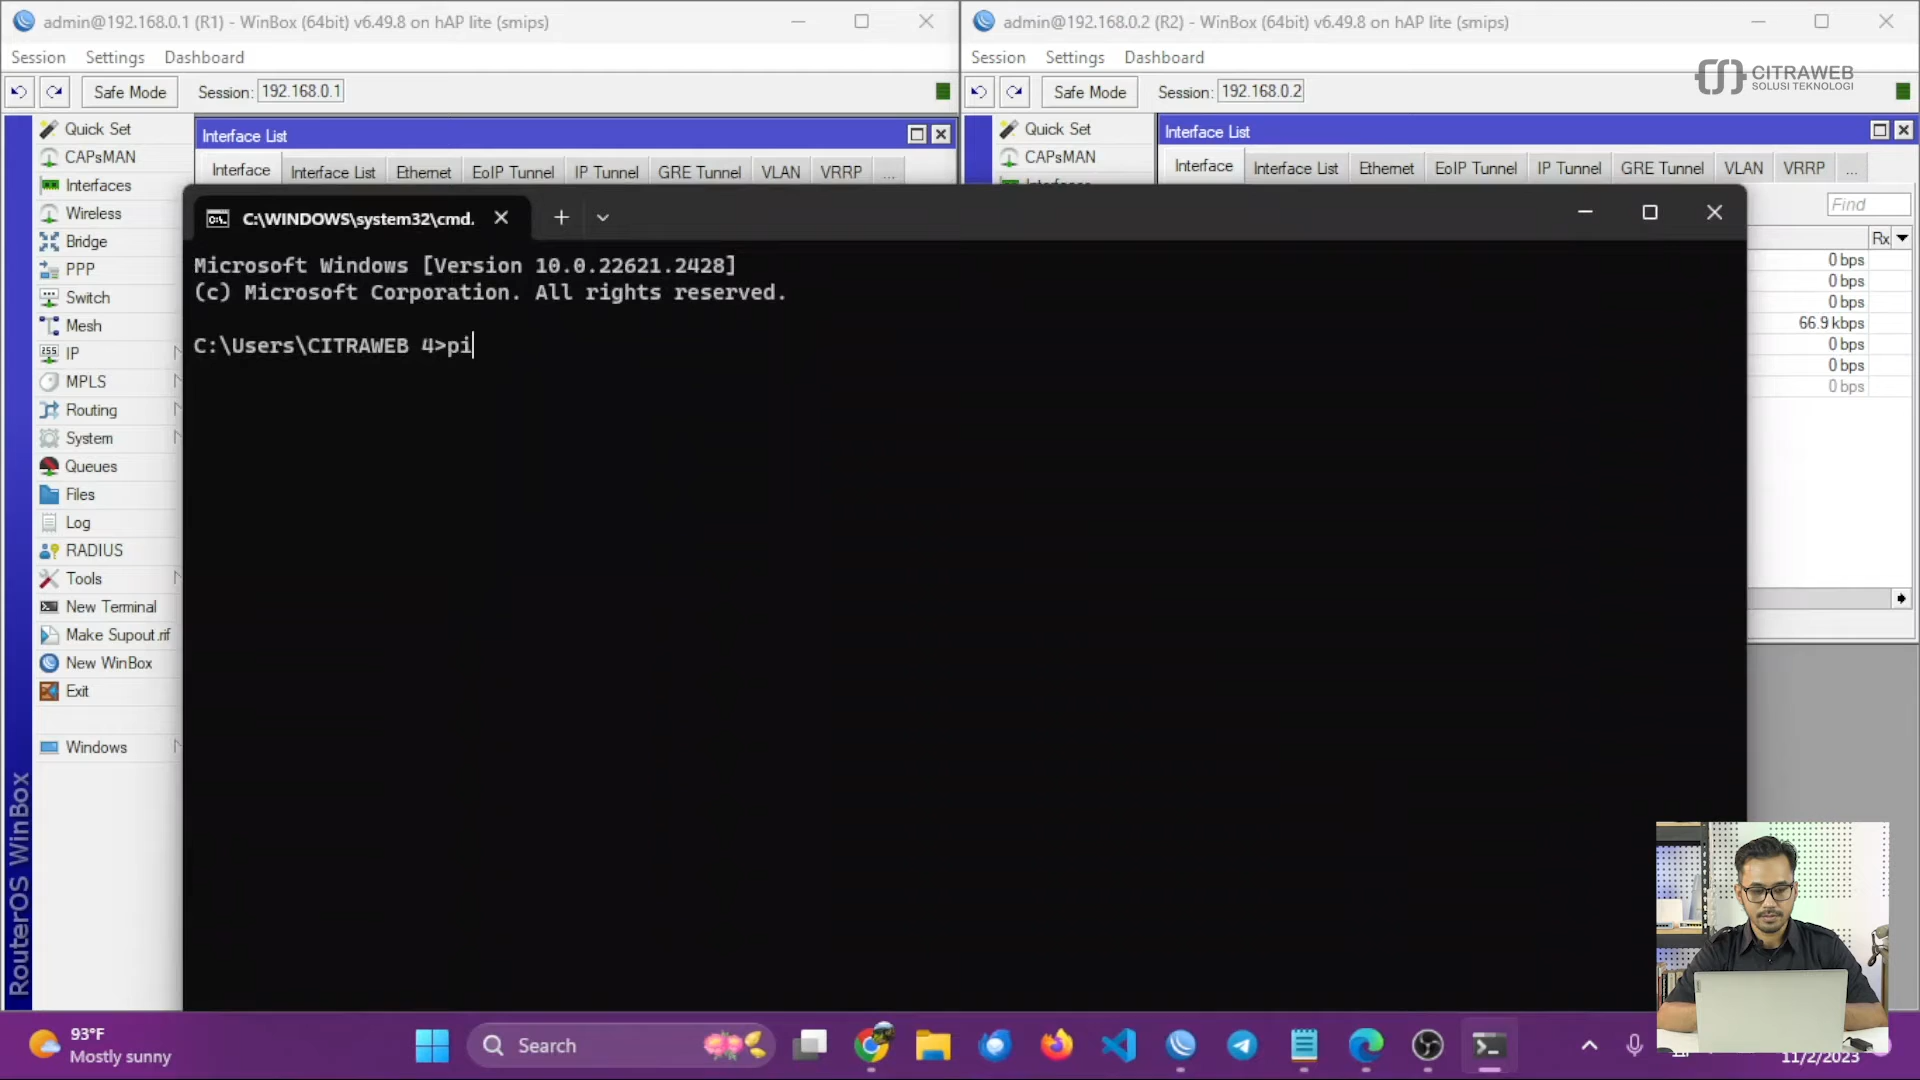 admin@192.168.0.1 (R1) - WinBox (64bit) v6.49.8 on hAP lite (smips)
Session Settings Dashboard
Safe Mode Session: 192.168.0.1
Quick Set
CAPsMAN
Interfaces
Wireless
Bridge
PPP
Switch
Mesh
IP
MPLS
Routing
System
Queues
Files
Log
RADIUS
Tools
New Terminal
Make Supout.rif
New WinBox
Exit
Windows
RouterOS WinBox
Interface List
Interface Interface List Ethernet EoIP Tunnel IP Tunnel GRE Tunnel VLAN VRRP ...
admin@192.168.0.2 (R2) - WinBox (64bit) v6.49.8 on hAP lite (smips)
Session Settings Dashboard
Safe Mode Session: 192.168.0.2
CITRAWEB
SOLUSI TEKNOLOGI
Quick Set
CAPsMAN
Interface List
Interface Interface List Ethernet EoIP Tunnel IP Tunnel GRE Tunnel VLAN VRRP ...
Find
Rx
0 bps
0 bps
0 bps
66.9 kbps
0 bps
0 bps
0 bps
C:\WINDOWS\system32\cmd.
Microsoft Windows [Version 10.0.22621.2428]
(c) Microsoft Corporation. All rights reserved.
C:\Users\CITRAWEB 4>pi
93°F
Mostly sunny
Search
11/2/2023